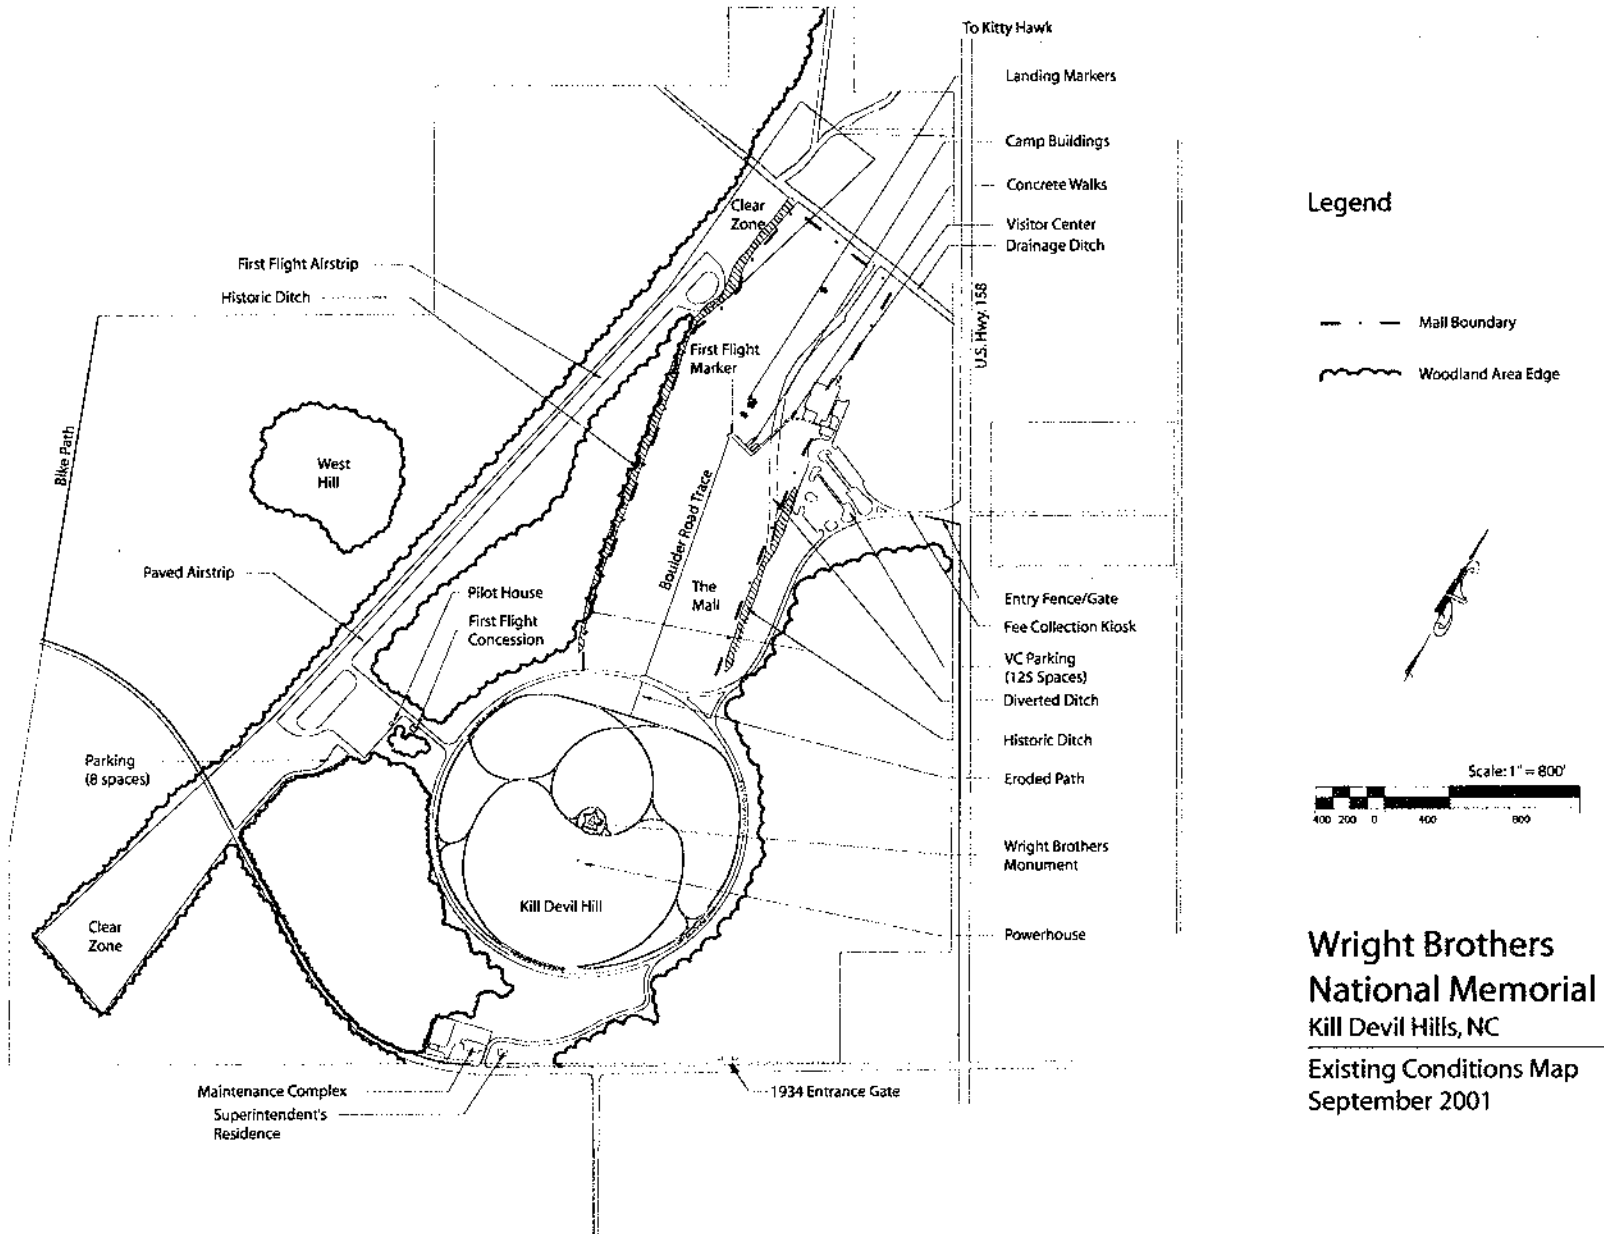 To Kitty Hawk
Landing Markers
Camp Buildings
Concrete Walks
Visitor Center
Drainage Ditch
U.S. Hwy. 158
Clear
Zone
First Flight Airstrip
Historic Ditch
First Flight
Marker
Bike Path
West
Hill
Boulder Road Trace
Paved Airstrip
Pilot House
First Flight
Concession
The
Mall
Entry Fence/Gate
Fee Collection Kiosk
VC Parking
(125 Spaces)
Diverted Ditch
Historic Ditch
Eroded Path
Parking
(8 spaces)
Wright Brothers
Monument
Kill Devil Hill
Powerhouse
Clear
Zone
Maintenance Complex
Superintendent's
Residence
1934 Entrance Gate
Legend
Mall Boundary
Woodland Area Edge
Scale: 1" = 800'
400 200 0 400 800
Wright Brothers
National Memorial
Kill Devil Hills, NC
Existing Conditions Map
September 2001